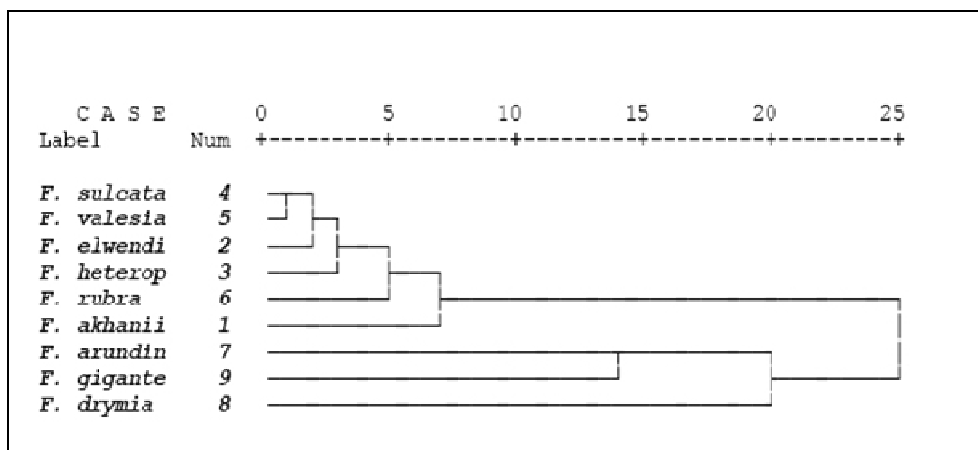 C A S E 0 5 10 15 20 25
Label Num +---------+---------+---------+---------+---------+
F. sulcata 4
F. valesia 5
F. elwendi 2
F. heterop 3
F. rubra 6
F. akhanii 1
F. arundin 7
F. gigante 9
F. drymia 8